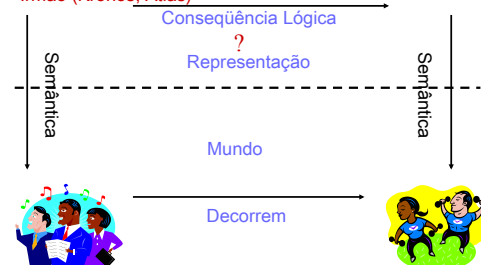 Conseqüência Lógica
?
Representação
Semântica
Semântica
Mundo
Decorrem